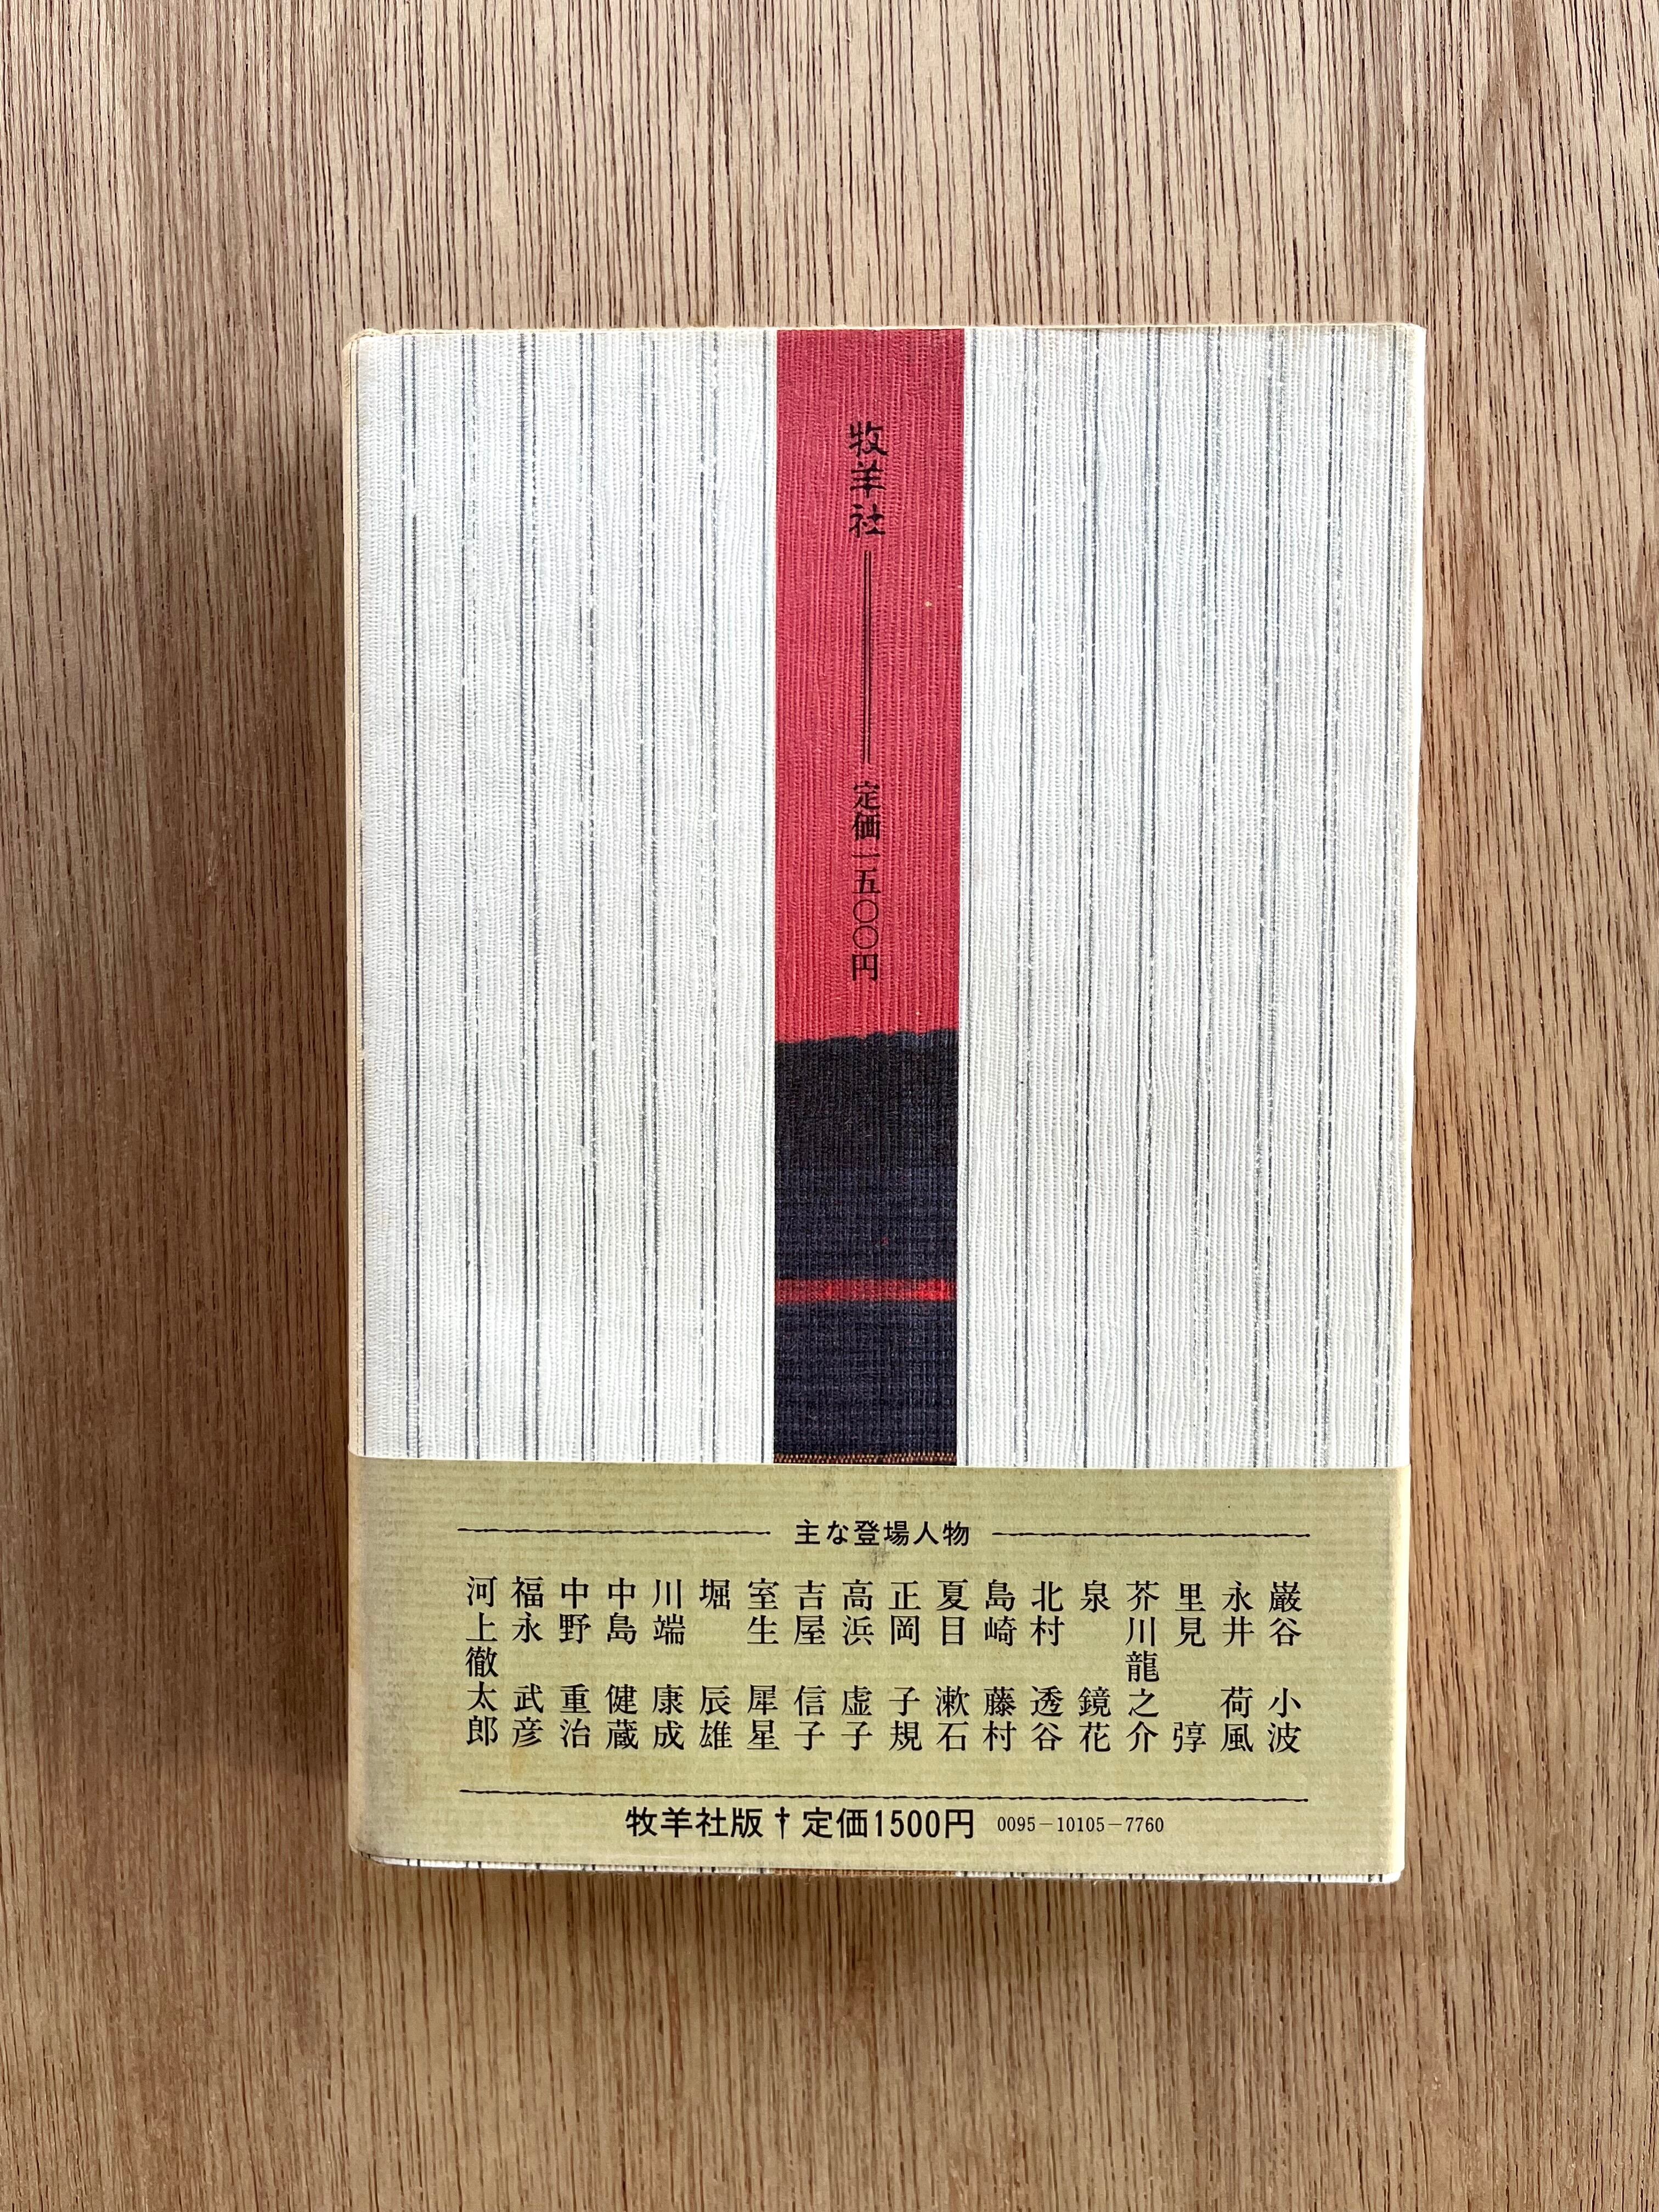 牧羊社
定価一五〇〇円
主な登場人物
巌谷小波
永井荷風
里見弴
芥川龍之介
泉鏡花
北村透谷
島崎藤村
夏目漱石
正岡子規
高浜虚子
吉屋信子
室生犀星
堀辰雄
川端康成
中島健蔵
中野重治
福永武彦
河上徹太郎
牧羊社版†定価1500円 0095-10105-7760